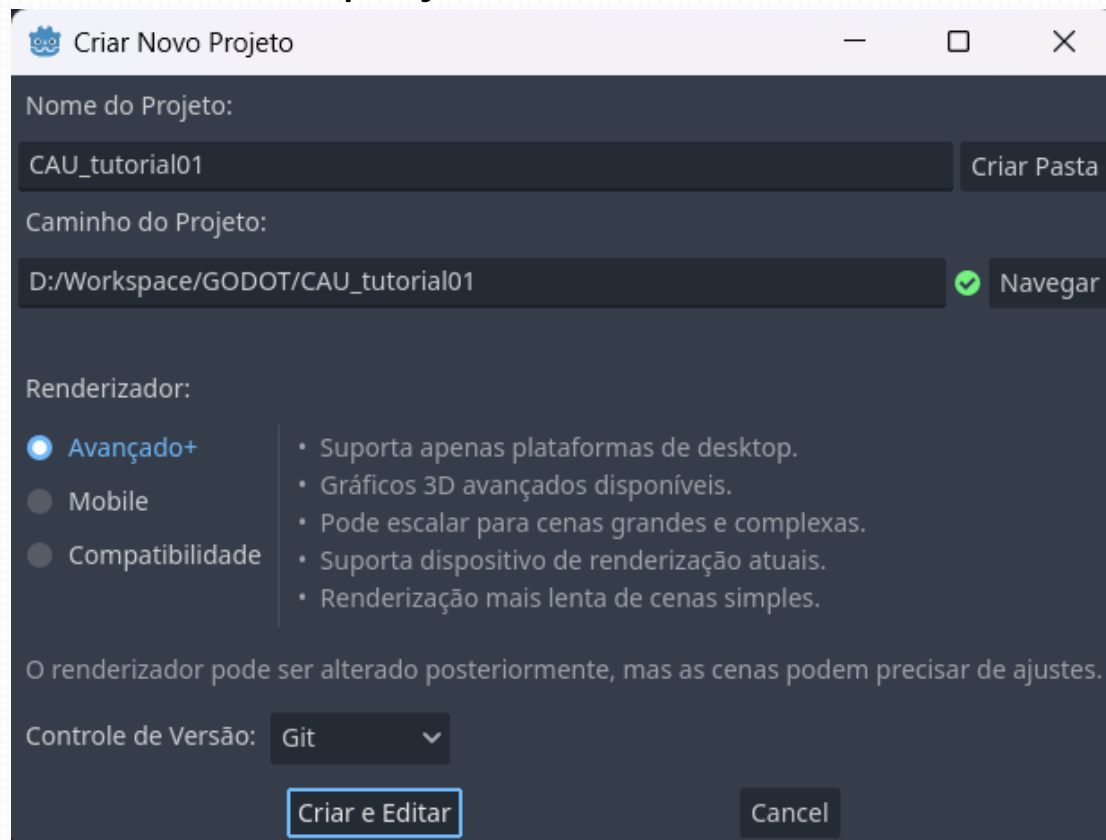 Criar Novo Projeto
Nome do Projeto:
CAU_tutorial01
Criar Pasta
Caminho do Projeto:
D:/Workspace/GODOT/CAU_tutorial01
Navegar
Renderizador:
Avançado+
Mobile
Compatibilidade
• Suporta apenas plataformas de desktop.
• Gráficos 3D avançados disponíveis.
• Pode escalar para cenas grandes e complexas.
• Suporta dispositivo de renderização atuais.
• Renderização mais lenta de cenas simples.
O renderizador pode ser alterado posteriormente, mas as cenas podem precisar de ajustes.
Controle de Versão:
Git
Criar e Editar
Cancel